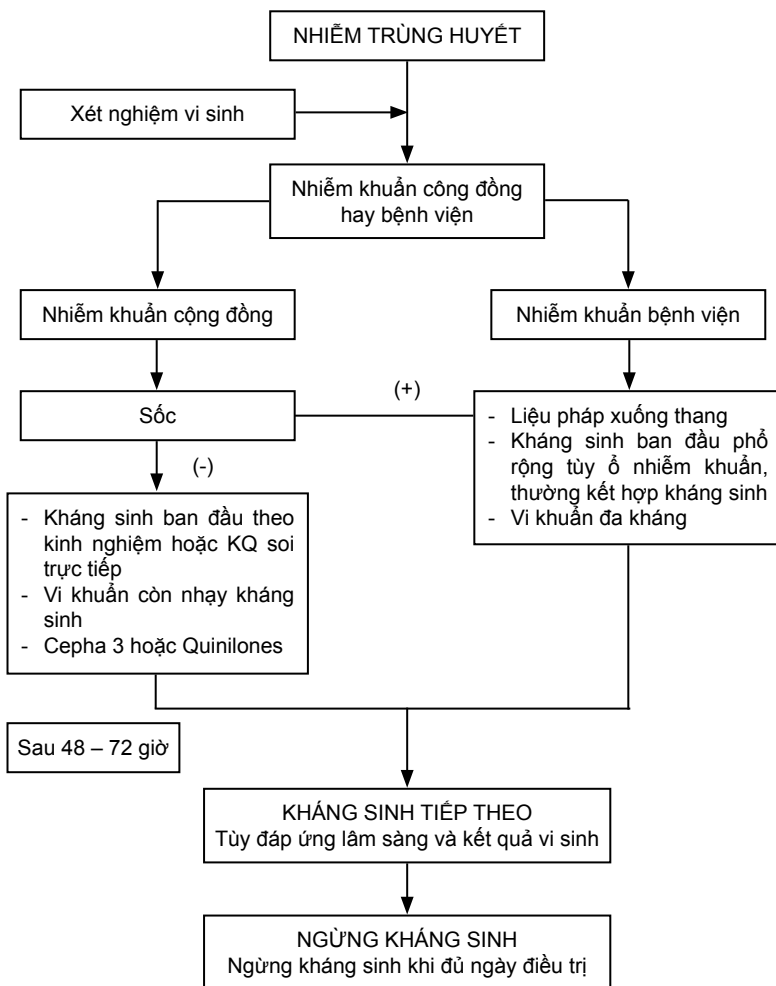 NHIỄM TRÙNG HUYẾT
Xét nghiệm vi sinh
Nhiễm khuẩn công đồng
hay bệnh viện
Nhiễm khuẩn cộng đồng
Nhiễm khuẩn bệnh viện
Sốc
(+)
(-)
- Liệu pháp xuống thang
- Kháng sinh ban đầu phổ
rộng tùy ổ nhiễm khuẩn,
thường kết hợp kháng sinh
- Vi khuẩn đa kháng
- Kháng sinh ban đầu theo
kinh nghiệm hoặc KQ soi
trực tiếp
- Vi khuẩn còn nhạy kháng
sinh
- Cepha 3 hoặc Quinilones
Sau 48 – 72 giờ
KHÁNG SINH TIẾP THEO
Tùy đáp ứng lâm sàng và kết quả vi sinh
NGỪNG KHÁNG SINH
Ngừng kháng sinh khi đủ ngày điều trị